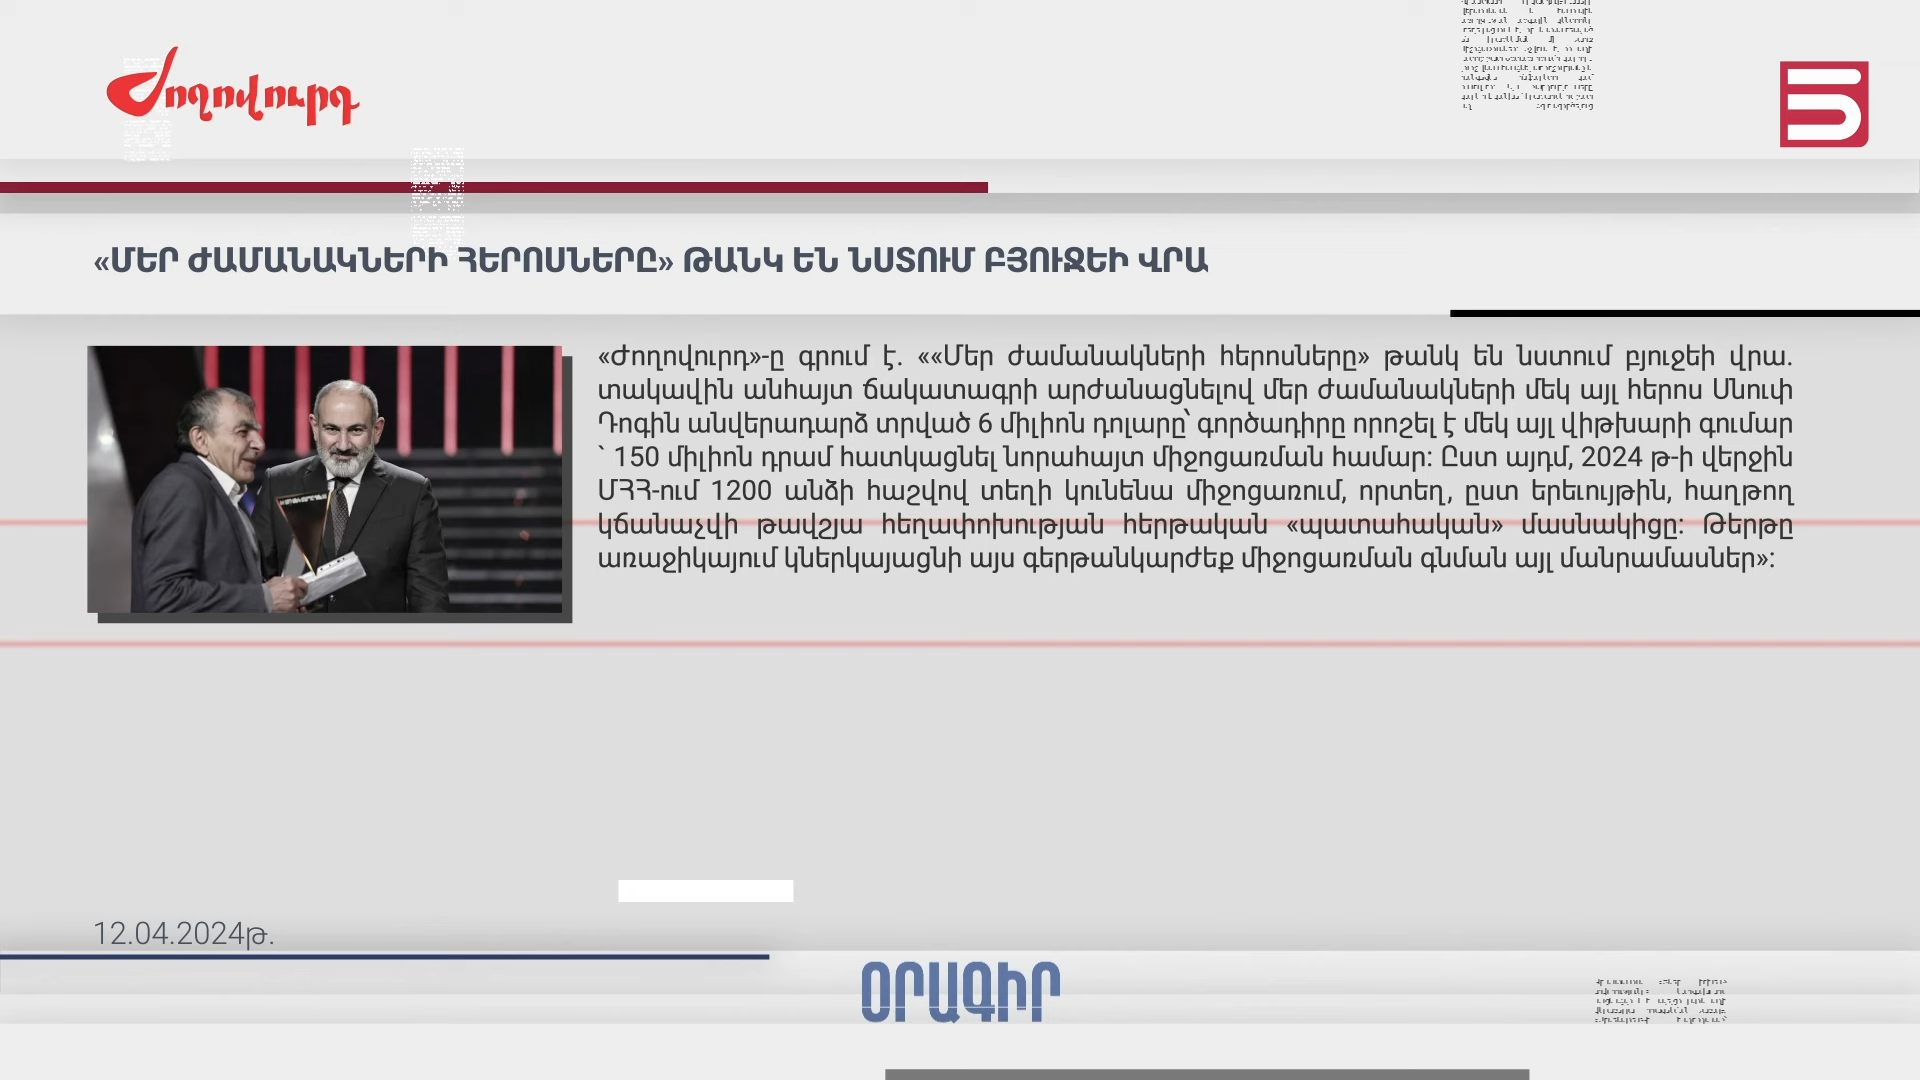 Ժողովուրդ
«ՄԵՐ ԺԱՄԱՆԱԿՆԵՐԻ ՀԵՐՈՍՆԵՐԸ» ԹԱՆԿ ԵՆ ՆՍՏՈՒՄ ԲՅՈՒՋԵԻ ՎՐԱ
«Ժողովուրդ»-ը գրում է. ««Մեր ժամանակների հերոսները» թանկ են նստում բյուջեի վրա.
տակավին անհայտ ճակատագրի արժանացնելով մեր ժամանակների մեկ այլ հերոս Սնուփ
Դոգին անվերադարձ տրված 6 միլիոն դոլարը՝ գործադիրը որոշել է մեկ այլ վիթխարի գումար
` 150 միլիոն դրամ հատկացնել նորահայտ միջոցառման համար: Ըստ այդմ, 2024 թ-ի վերջին
ՄՀՀ-ում 1200 անձի հաշվով տեղի կունենա միջոցառում, որտեղ, ըստ երեւույթին, հաղթող
կճանաչվի թավշյա հեղափոխության հերթական «պատահական» մասնակիցը: Թերթը
առաջիկայում կներկայացնի այս գերթանկարժեք միջոցառման գնման այլ մանրամասներ»:
12.04.2024թ.
ՕՐԱԳԻՐ